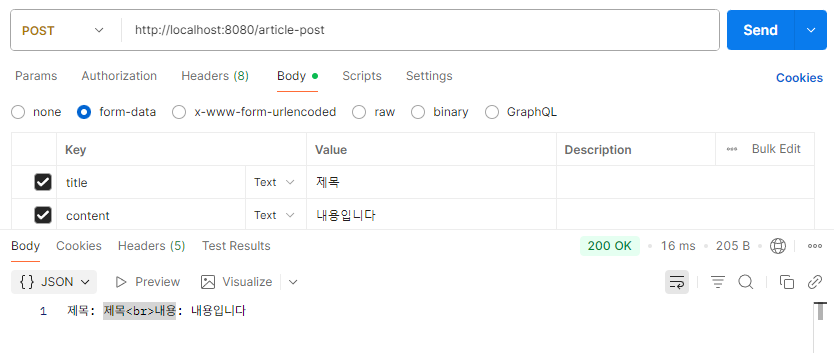 POST http://localhost:8080/article-post Send
Params Authorization Headers (8) Body Scripts Settings Cookies
none form-data x-www-form-urlencoded raw binary GraphQL
Key Value Description Bulk Edit
title Text 제목
content Text 내용입니다
Body Cookies Headers (5) Test Results 200 OK 16 ms 205 B
{} JSON Preview Visualize
1 제목: 제목<br>내용: 내용입니다